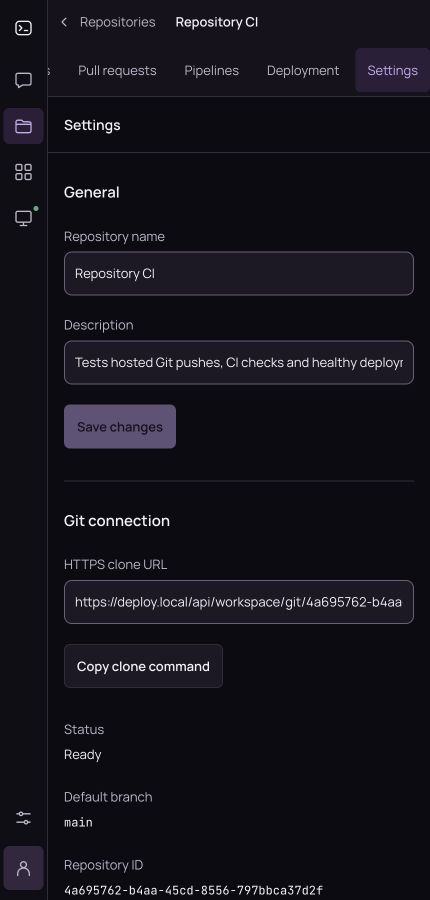 Repositories Repository CI
s Pull requests Pipelines Deployment Settings
Settings
General
Repository name
Repository CI
Description
Tests hosted Git pushes, CI checks and healthy deploy
Save changes
Git connection
HTTPS clone URL
https://deploy.local/api/workspace/git/4a695762-b4aa
Copy clone command
Status
Ready
Default branch
main
Repository ID
4a695762-b4aa-45cd-8556-797bbca37d2f